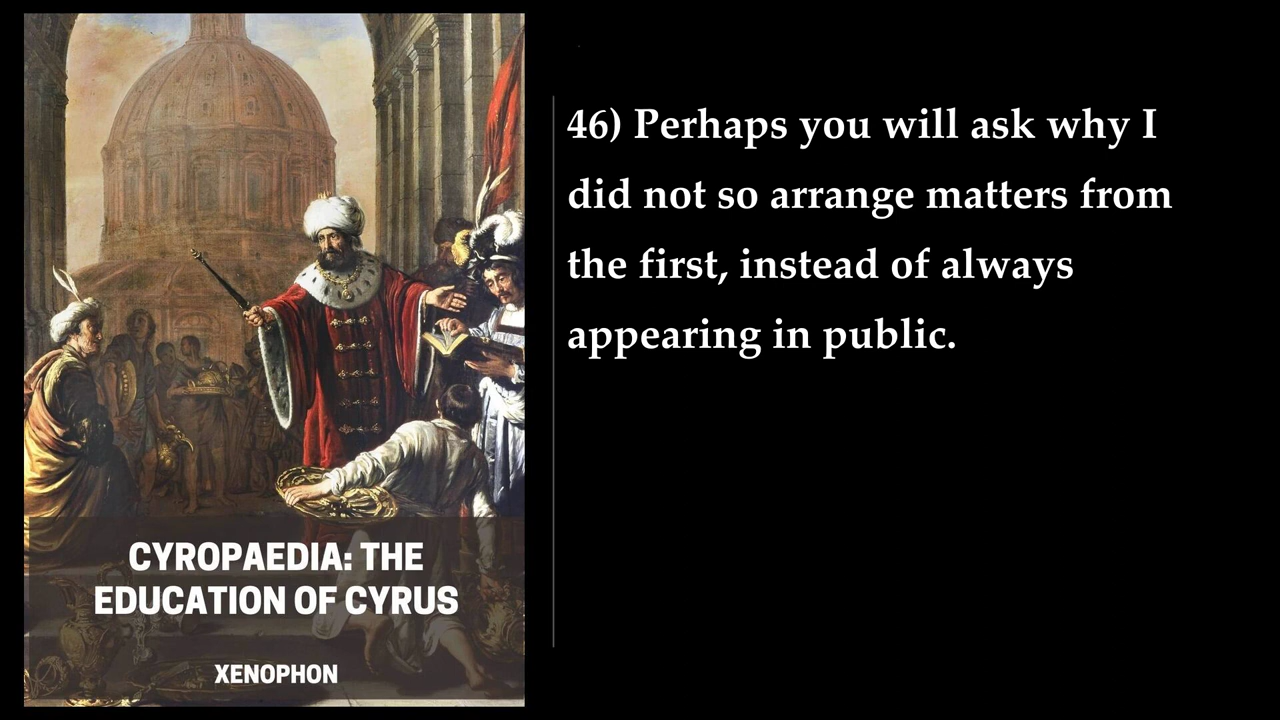 CYROPAEDIA: THE
EDUCATION OF CYRUS
XENOPHON
46) Perhaps you will ask why I
did not so arrange matters from
the first, instead of always
appearing in public.